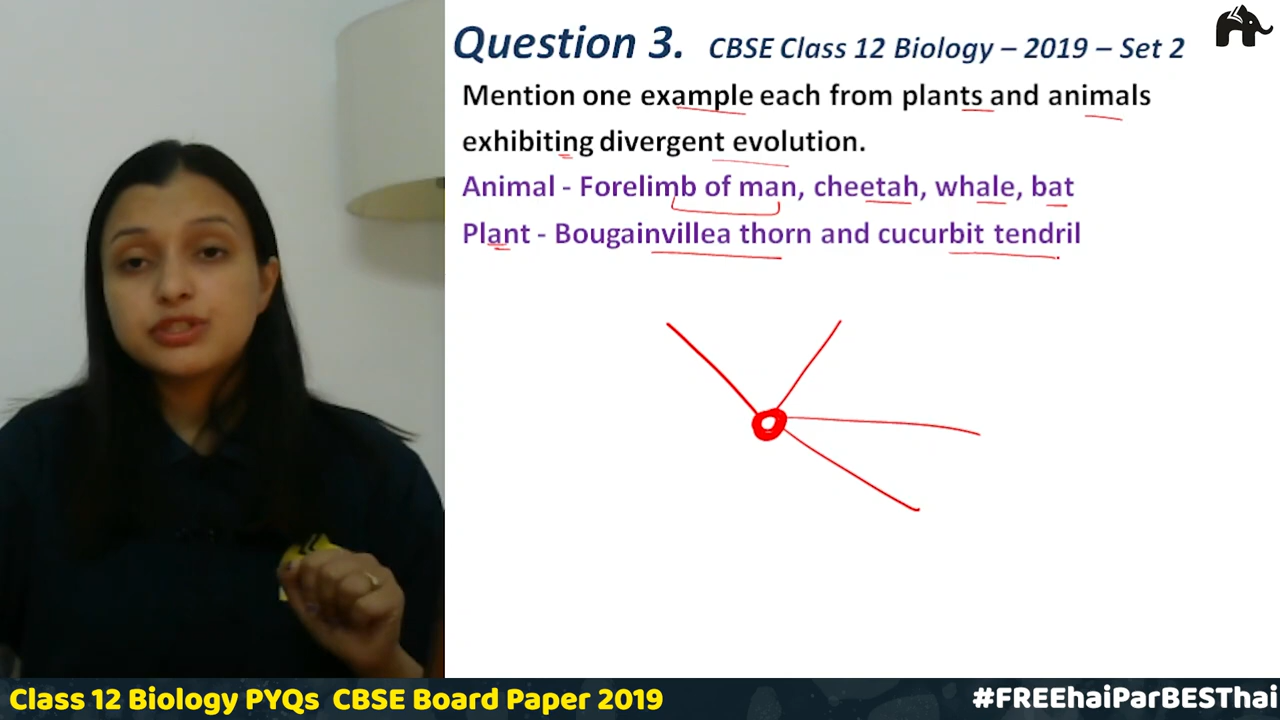 Question 3. CBSE Class 12 Biology – 2019 – Set 2
Mention one example each from plants and animals
exhibiting divergent evolution.
Animal - Forelimb of man, cheetah, whale, bat
Plant - Bougainvillea thorn and cucurbit tendril
Class 12 Biology PYQs CBSE Board Paper 2019
#FREEhaiParBESThai